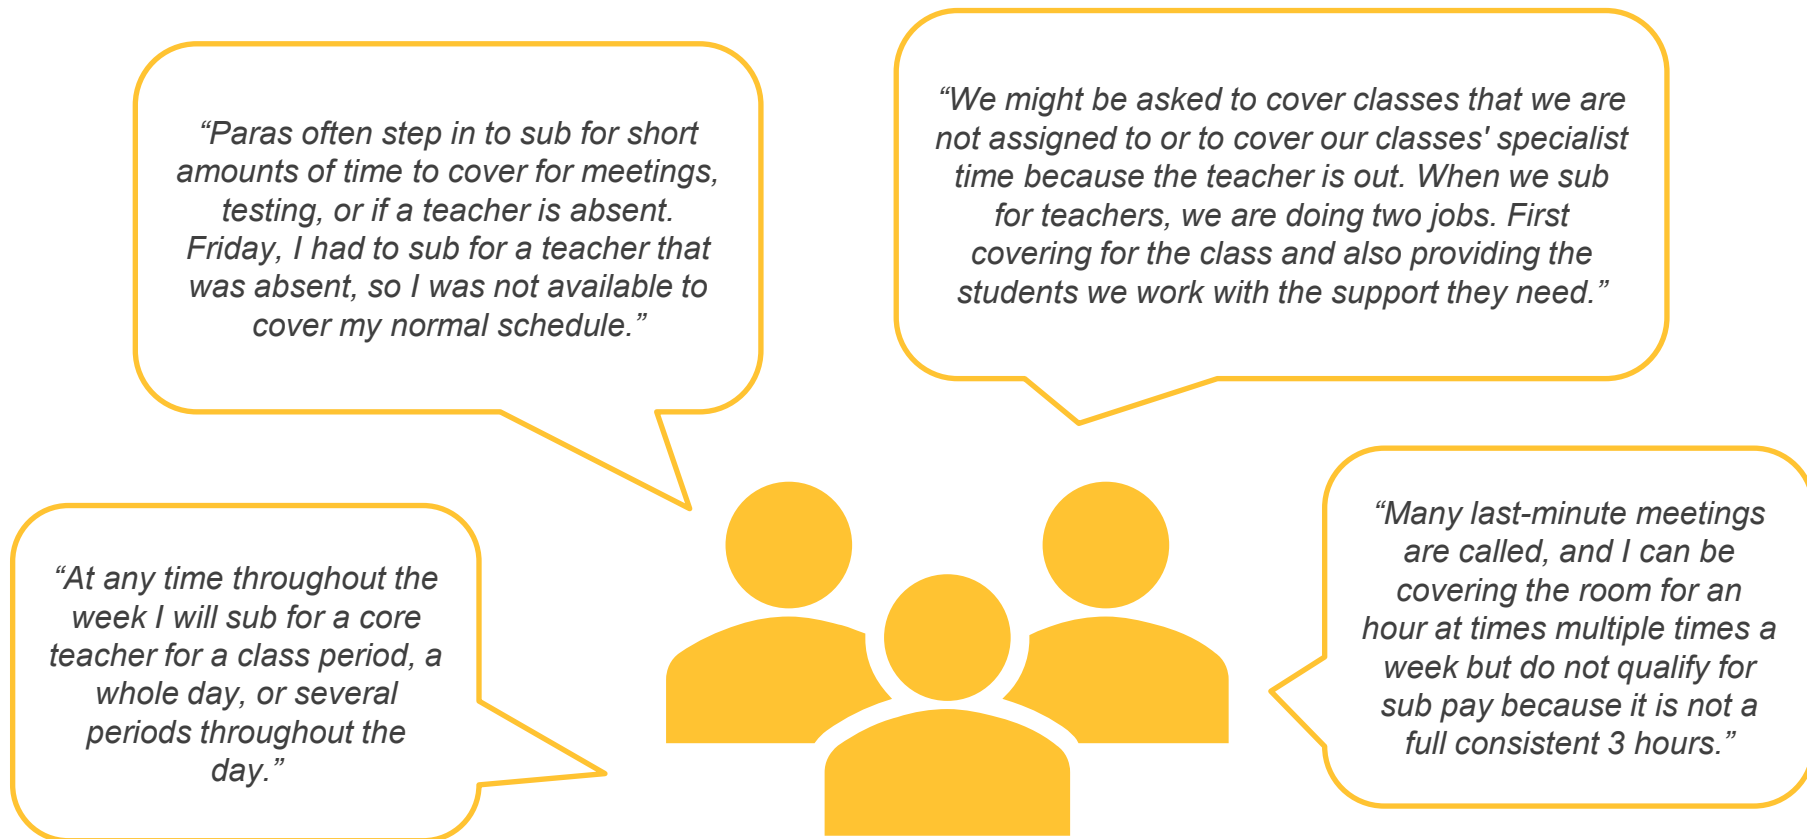 “Paras often step in to sub for short
amounts of time to cover for meetings,
testing, or if a teacher is absent.
Friday, I had to sub for a teacher that
was absent, so I was not available to
cover my normal schedule.”
“We might be asked to cover classes that we are
not assigned to or to cover our classes' specialist
time because the teacher is out. When we sub
for teachers, we are doing two jobs. First
covering for the class and also providing the
students we work with the support they need.”
“At any time throughout the
week I will sub for a core
teacher for a class period, a
whole day, or several
periods throughout the
day.”
“Many last-minute meetings
are called, and I can be
covering the room for an
hour at times multiple times a
week but do not qualify for
sub pay because it is not a
full consistent 3 hours.”